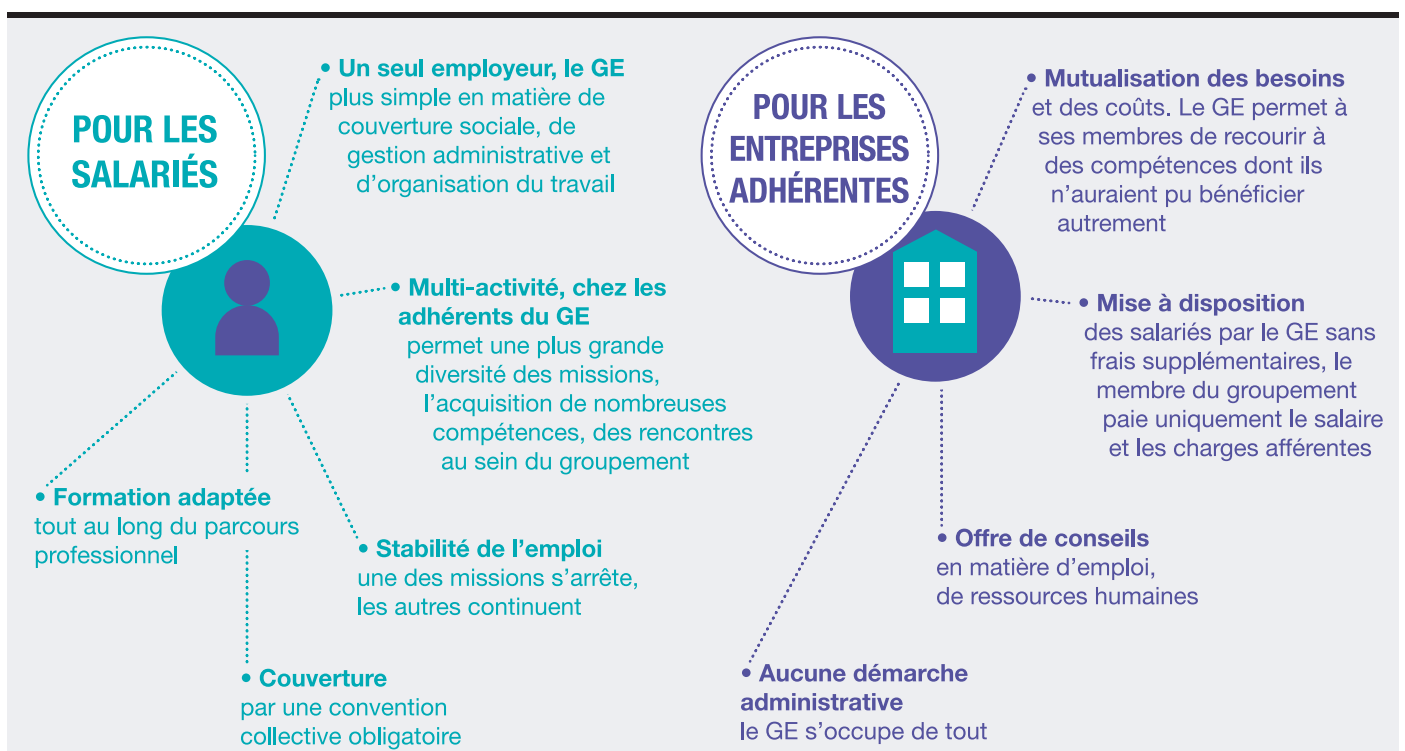 POUR LES
SALARIÉS
• Un seul employeur, le GE
plus simple en matière de
couverture sociale, de
gestion administrative et
d’organisation du travail
• Multi-activité, chez les
adhérents du GE
permet une plus grande
diversité des missions,
l’acquisition de nombreuses
compétences, des rencontres
au sein du groupement
• Formation adaptée
tout au long du parcours
professionnel
• Stabilité de l’emploi
une des missions s’arrête,
les autres continuent
• Couverture
par une convention
collective obligatoire
POUR LES
ENTREPRISES
ADHÉRENTES
• Mutualisation des besoins
et des coûts. Le GE permet à
ses membres de recourir à
des compétences dont ils
n’auraient pu bénéficier
autrement
• Mise à disposition
des salariés par le GE sans
frais supplémentaires, le
membre du groupement
paie uniquement le salaire
et les charges afférentes
• Offre de conseils
en matière d’emploi,
de ressources humaines
• Aucune démarche
administrative
le GE s’occupe de tout